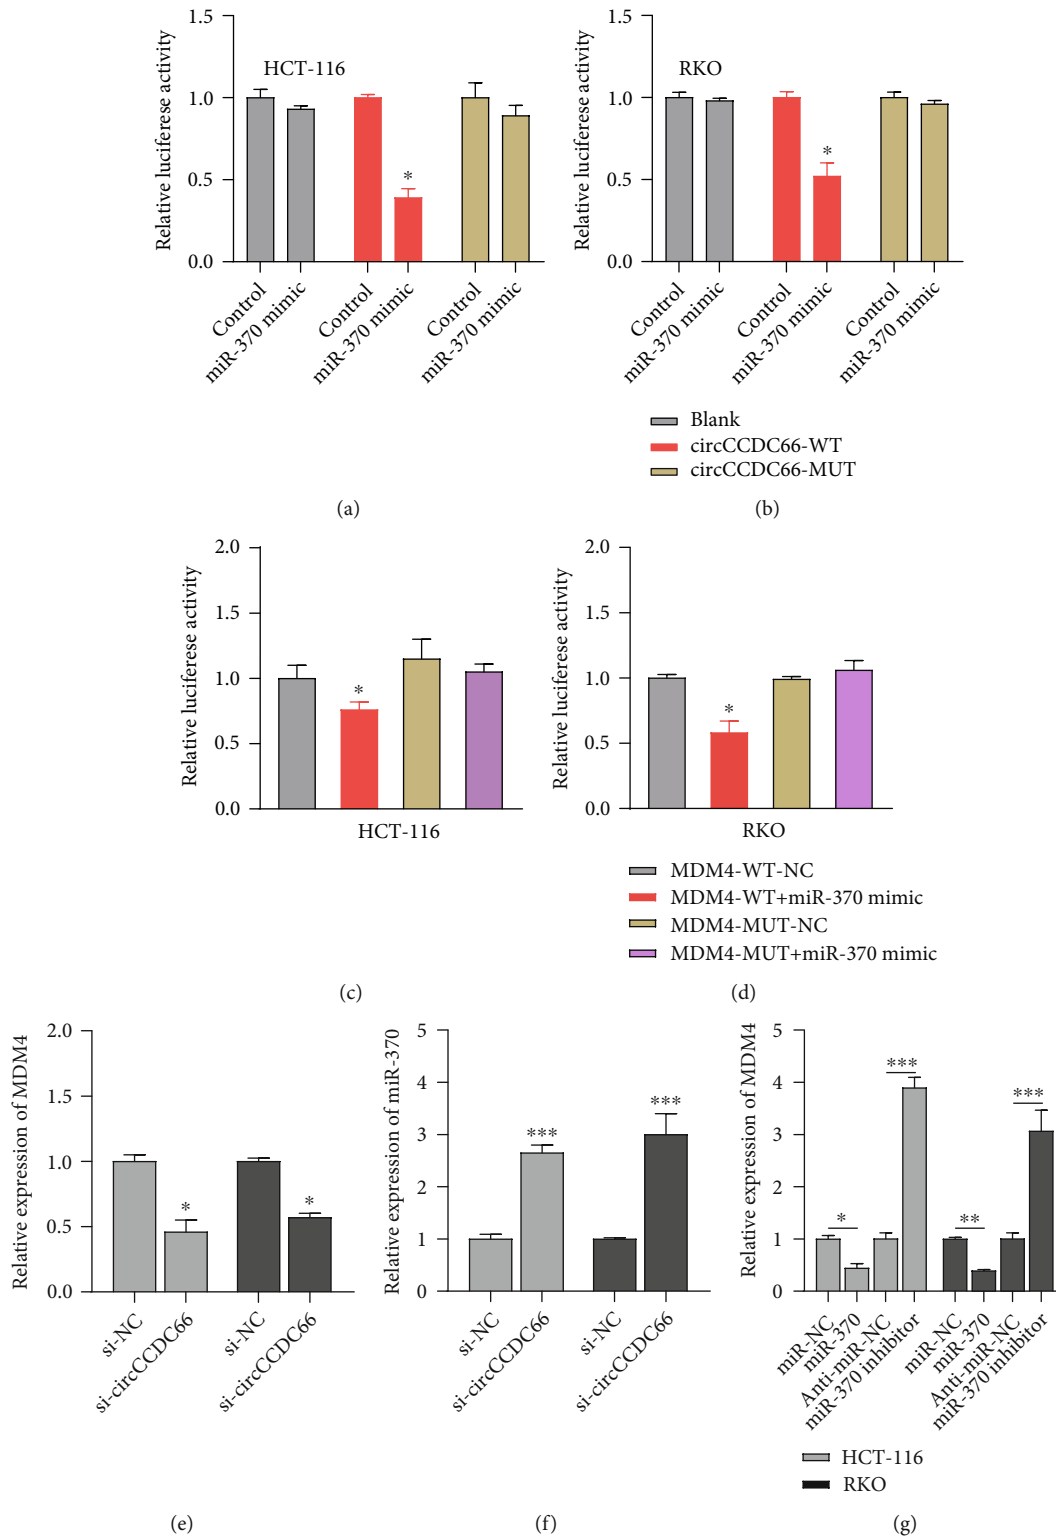 Relative luciferese activity
1.5
1.0
0.5
0.0
HCT-116
*
Control
miR-370 mimic
Control
miR-370 mimic
Control
miR-370 mimic
(a)
Relative luciferese activity
1.5
1.0
0.5
0.0
RKO
*
Control
miR-370 mimic
Control
miR-370 mimic
Control
miR-370 mimic
Blank
circCCDC66-WT
circCCDC66-MUT
(b)
Relative luciferese activity
2.0
1.5
1.0
0.5
0.0
*
HCT-116
(c)
Relative luciferese activity
2.0
1.5
1.0
0.5
0.0
*
RKO
MDM4-WT-NC
MDM4-WT+miR-370 mimic
MDM4-MUT-NC
MDM4-MUT+miR-370 mimic
(d)
Relative expression of MDM4
2.0
1.5
1.0
0.5
0.0
*
*
si-NC
si-circCCDC66
si-NC
si-circCCDC66
(e)
Relative expression of miR-370
5
4
3
2
1
0
***
***
si-NC
si-circCCDC66
si-NC
si-circCCDC66
(f)
Relative expression of MDM4
5
4
3
2
1
0
*
***
**
***
miR-NC
miR-370
Anti-miR-NC
miR-370 inhibitor
miR-NC
miR-370
Anti-miR-NC
miR-370 inhibitor
HCT-116
RKO
(g)